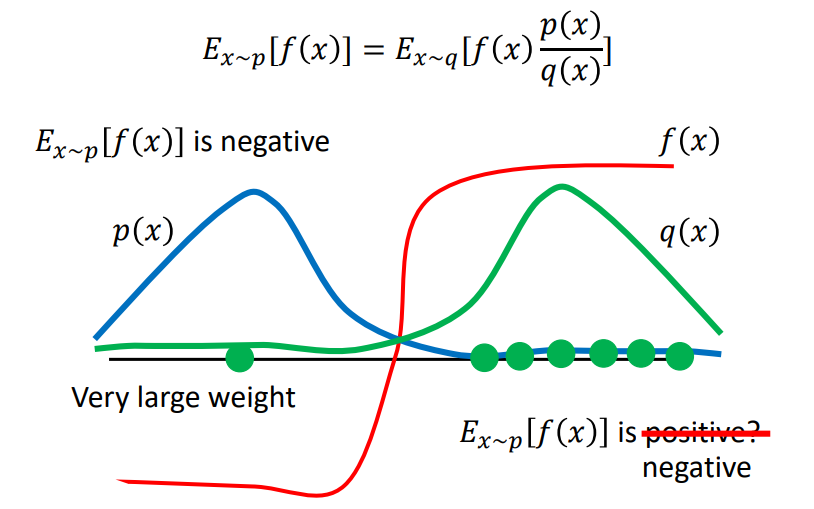 E_{x~p}[f(x)] = E_{x~q}[f(x) p(x)/q(x)]
E_{x~p}[f(x)] is negative
f(x)
p(x)
q(x)
Very large weight
E_{x~p}[f(x)] is positive?
negative